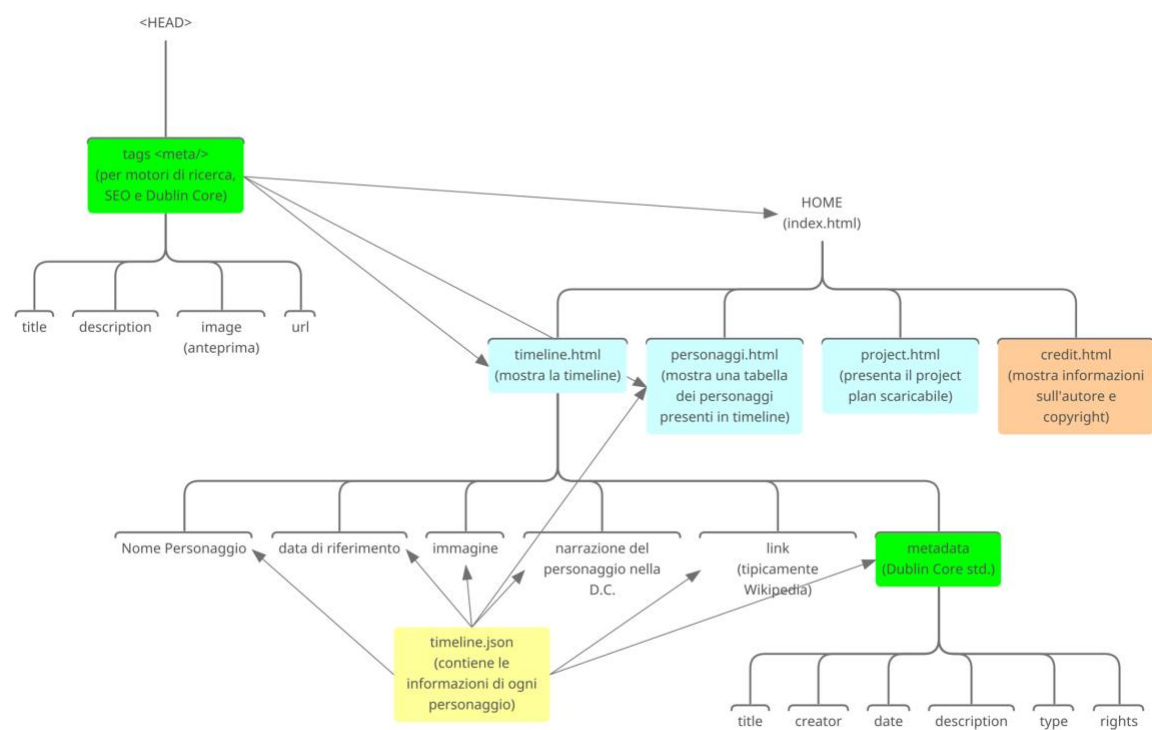 <HEAD>
tags <meta/>
(per motori di ricerca,
SEO e Dublin Core)
title
description
image
(anteprima)
url
HOME
(index.html)
timeline.html
(mostra la timeline)
personaggi.html
(mostra una tabella
dei personaggi
presenti in timeline)
project.html
(presenta il project
plan scaricabile)
credit.html
(mostra informazioni
sull'autore e
copyright)
Nome Personaggio
data di riferimento
immagine
narrazione del
personaggio nella
D.C.
link
(tipicamente
Wikipedia)
metadata
(Dublin Core std.)
timeline.json
(contiene le
informazioni di ogni
personaggio)
title
creator
date
description
type
rights